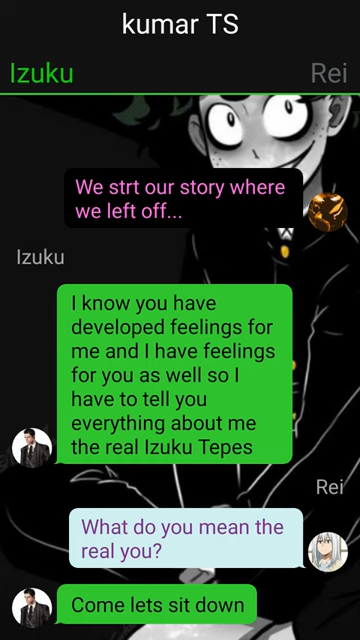 kumar TS
Izuku
Rei
We strt our story where
we left off...
Izuku
I know you have
developed feelings for
me and I have feelings
for you as well so I
have to tell you
everything about me
the real Izuku Tepes
Rei
What do you mean the
real you?
Come lets sit down